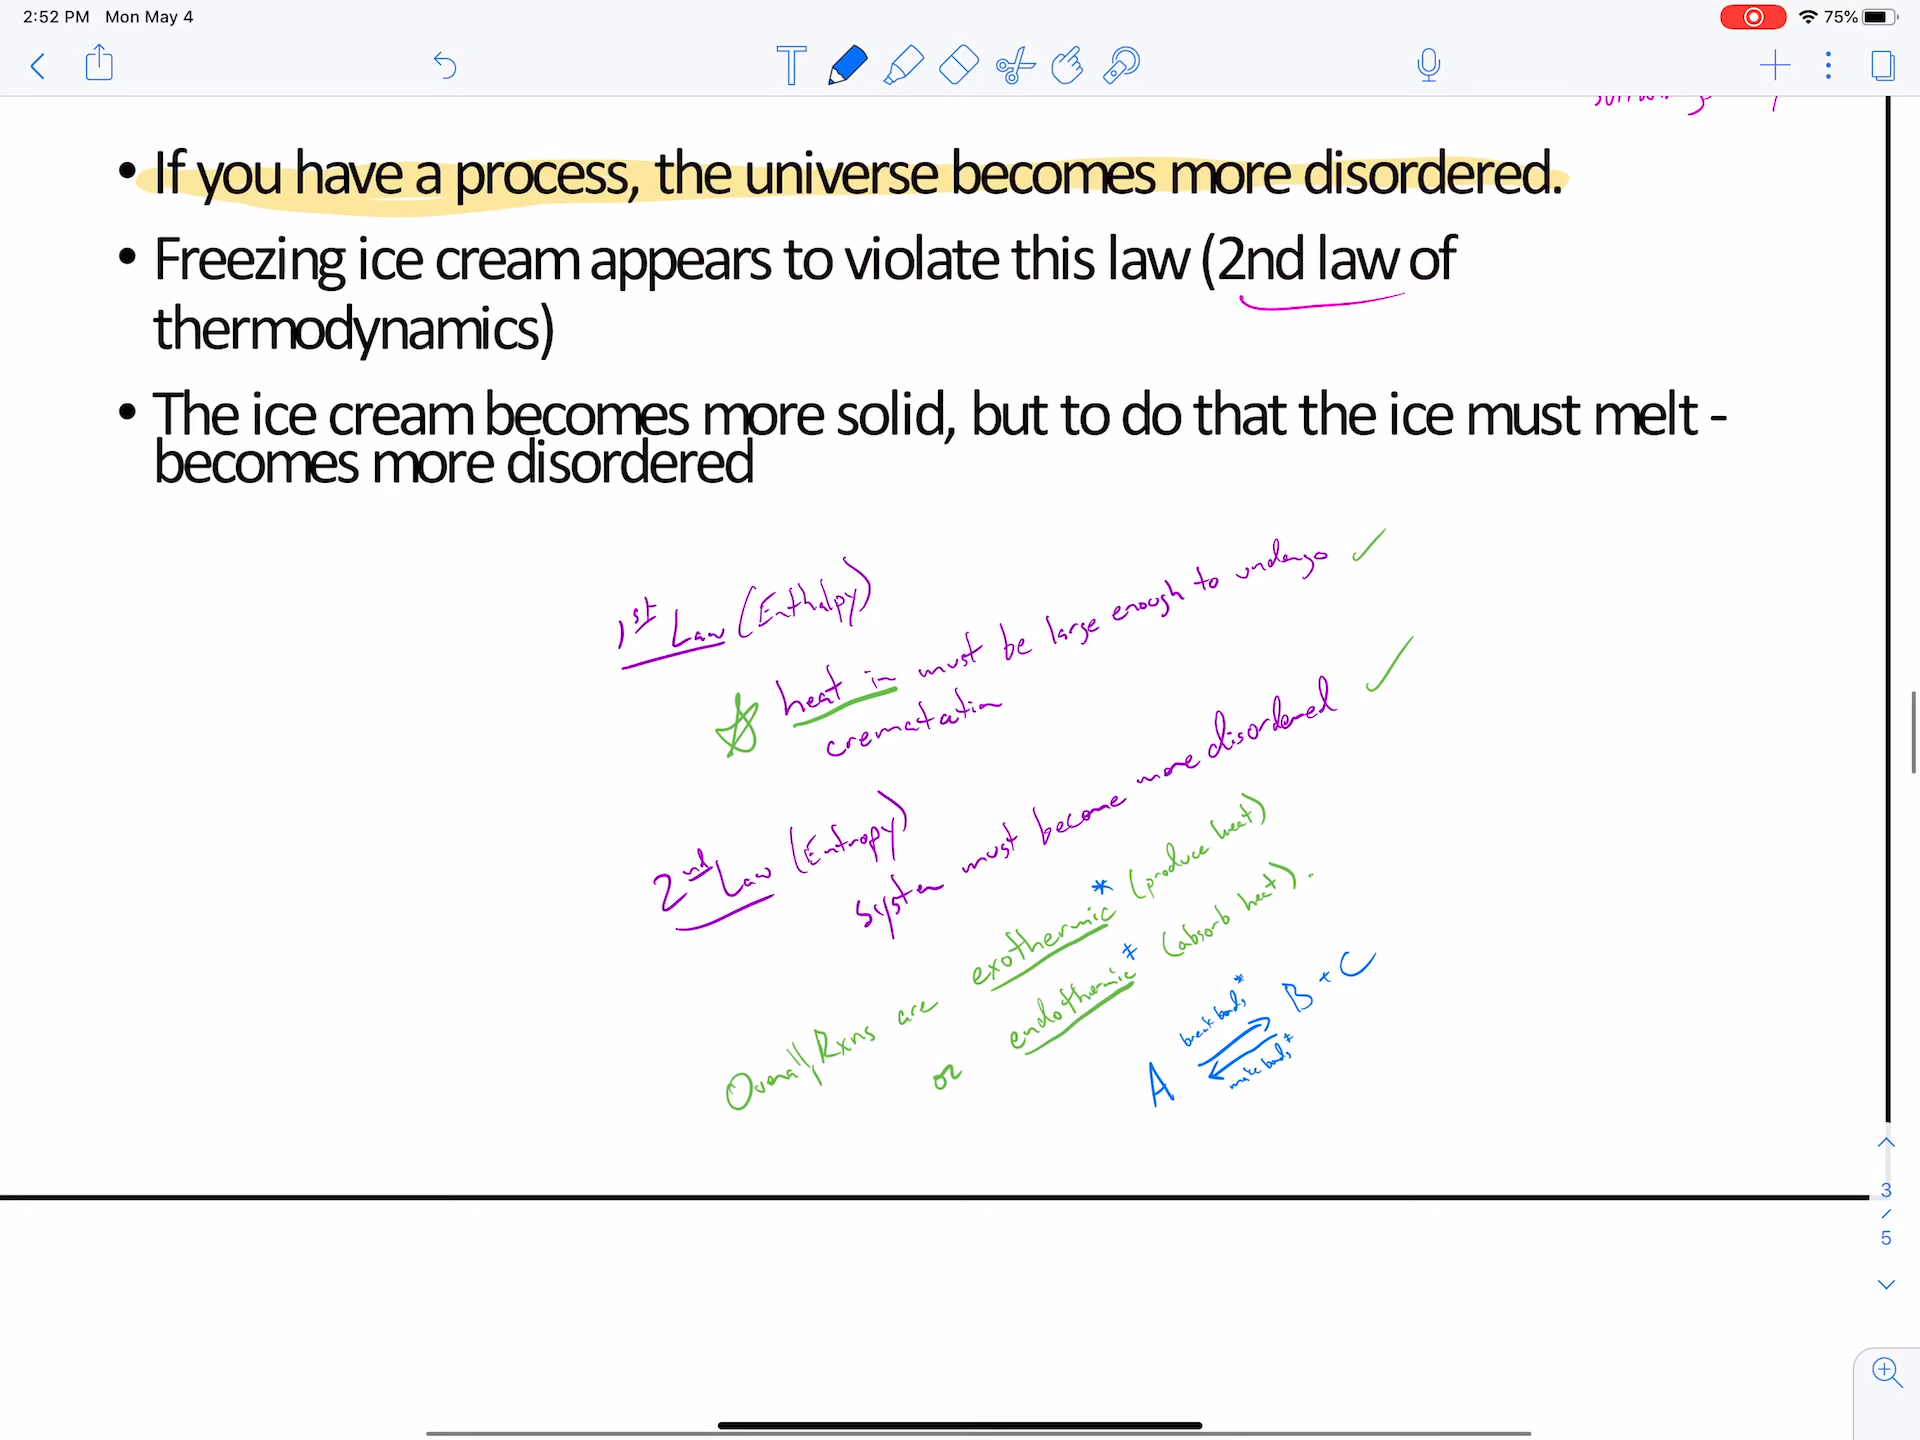 2:52 PM Mon May 4
75%
• If you have a process, the universe becomes more disordered.
• Freezing ice cream appears to violate this law (2nd law of
thermodynamics)
• The ice cream becomes more solid, but to do that the ice must melt -
becomes more disordered
1st Law (Enthalpy)
heat in must be large enough to undergo
cremation
2nd Law (Entropy)
system must become more disordered
Overall, Rxns are exothermic* (produce heat)
or endothermic* (absorb heat).
A break bonds* B + C
make bonds*
3
/
5